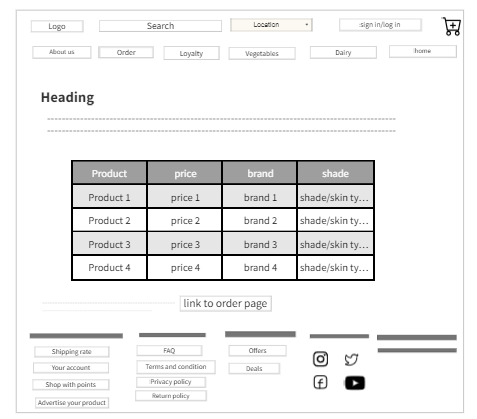 Logo
Search
Location
sign in/log in
About us
Order
Loyalty
Vegetables
Dairy
home
Heading
Product price brand shade
Product 1 price 1 brand 1 shade/skin ty...
Product 2 price 2 brand 2 shade/skin ty...
Product 3 price 3 brand 3 shade/skin ty...
Product 4 price 4 brand 4 shade/skin ty...
link to order page
Shipping rate
Your account
Shop with points
Advertise your product
FAQ
Terms and condition
Privacy policy
Return policy
Offers
Deals